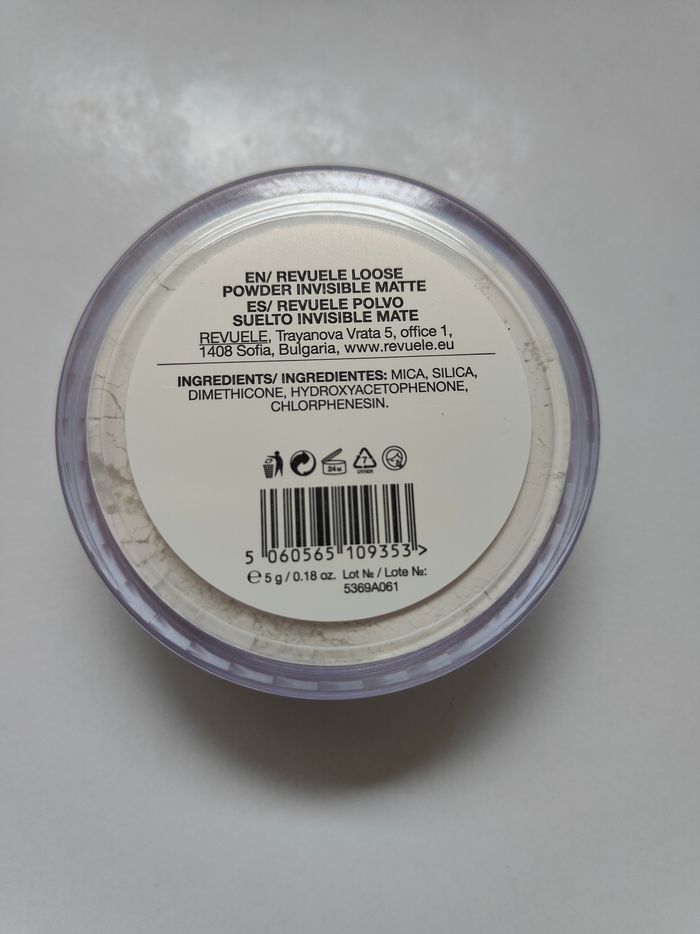 EN/ REVUELE LOOSE
POWDER INVISIBLE MATTE
ES/ REVUELE POLVO
SUELTO INVISIBLE MATE
REVUELE, Trayanova Vrata 5, office 1,
1408 Sofia, Bulgaria, www.revuele.eu
INGREDIENTS/ INGREDIENTES: MICA, SILICA,
DIMETHICONE, HYDROXYACETOPHENONE,
CHLORPHENESIN.
24 M
7
OTHER
5 060565 109353 >
℮ 5 g / 0.18 oz. Lot № / Lote №:
5369A061